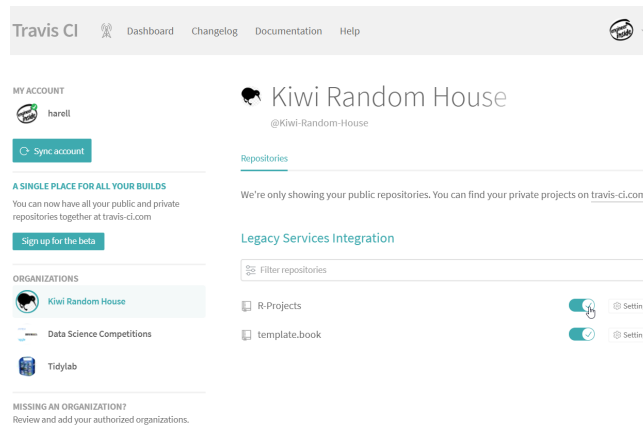 Travis CI Dashboard Changelog Documentation Help
MY ACCOUNT
harell
Sync account
A SINGLE PLACE FOR ALL YOUR BUILDS
You can now have all your public and private
repositories together at travis-ci.com
Sign up for the beta
ORGANIZATIONS
Kiwi Random House
Data Science Competitions
Tidylab
MISSING AN ORGANIZATION?
Review and add your authorized organizations.
Kiwi Random House
@Kiwi-Random-House
Repositories
We're only showing your public repositories. You can find your private projects on travis-ci.com
Legacy Services Integration
Filter repositories
R-Projects Settin
template.book Settin